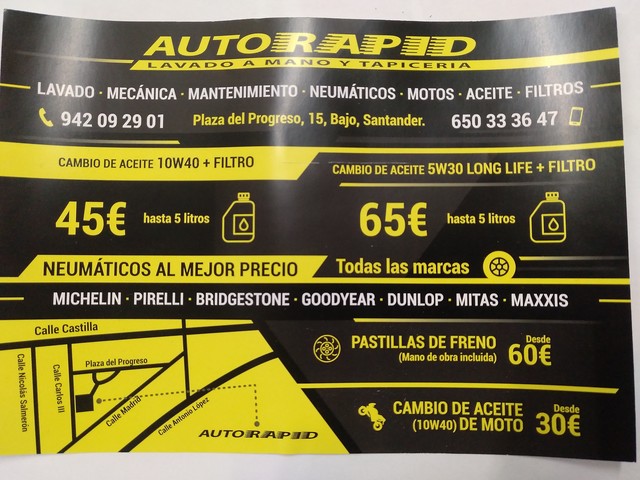 AUTORAPID
LAVADO A MANO Y TAPICERIA
LAVADO · MECÁNICA · MANTENIMIENTO · NEUMÁTICOS · MOTOS · ACEITE · FILTROS
942 09 29 01 Plaza del Progreso, 15, Bajo, Santander. 650 33 36 47
CAMBIO DE ACEITE 10W40 + FILTRO
CAMBIO DE ACEITE 5W30 LONG LIFE + FILTRO
45€ hasta 5 litros
65€ hasta 5 litros
NEUMÁTICOS AL MEJOR PRECIO Todas las marcas
MICHELIN · PIRELLI · BRIDGESTONE · GOODYEAR · DUNLOP · MITAS · MAXXIS
Calle Castilla
Plaza del Progreso
Calle Nicolás Salmerón
Calle Carlos III
Calle Madrid
Calle Antonio López
AUTORAPID
PASTILLAS DE FRENO
(Mano de obra incluida)
Desde
60€
CAMBIO DE ACEITE
(10W40) DE MOTO
Desde
30€